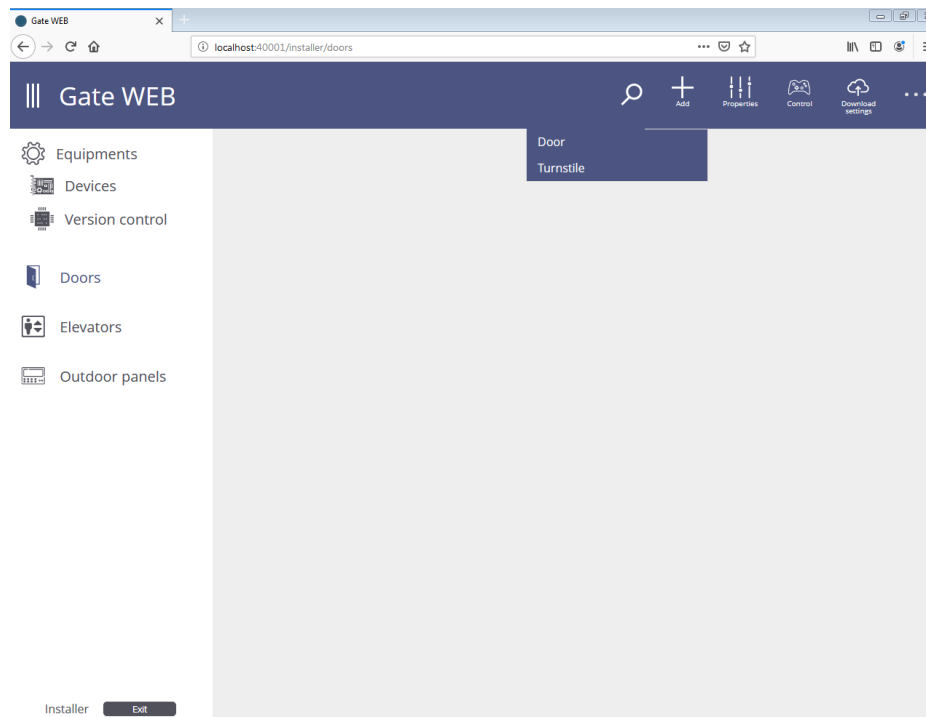 Gate WEB
localhost:40001/installer/doors
Gate WEB
Add
Properties
Control
Download
settings
Door
Turnstile
Equipments
Devices
Version control
Doors
Elevators
Outdoor panels
Installer
Exit